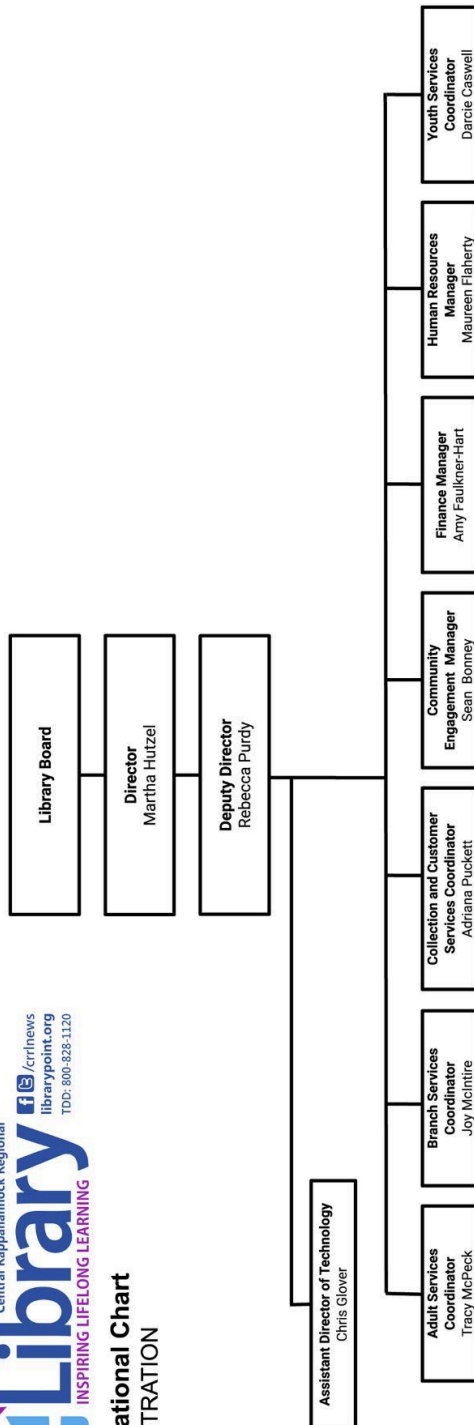 Central Rappahannock Regional
Library
INSPIRING LIFELONG LEARNING
/crrlnews
librarypoint.org
TDD: 800-828-1120
ational Chart
TRATION
Library Board
Director
Martha Hutzel
Deputy Director
Rebecca Purdy
Assistant Director of Technology
Chris Glover
Adult Services
Coordinator
Tracy McPeck
Branch Services
Coordinator
Joy McIntire
Collection and Customer
Services Coordinator
Adriana Puckett
Community
Engagement Manager
Sean Bonney
Finance Manager
Amy Faulkner-Hart
Human Resources
Manager
Maureen Flaherty
Youth Services
Coordinator
Darcie Caswell